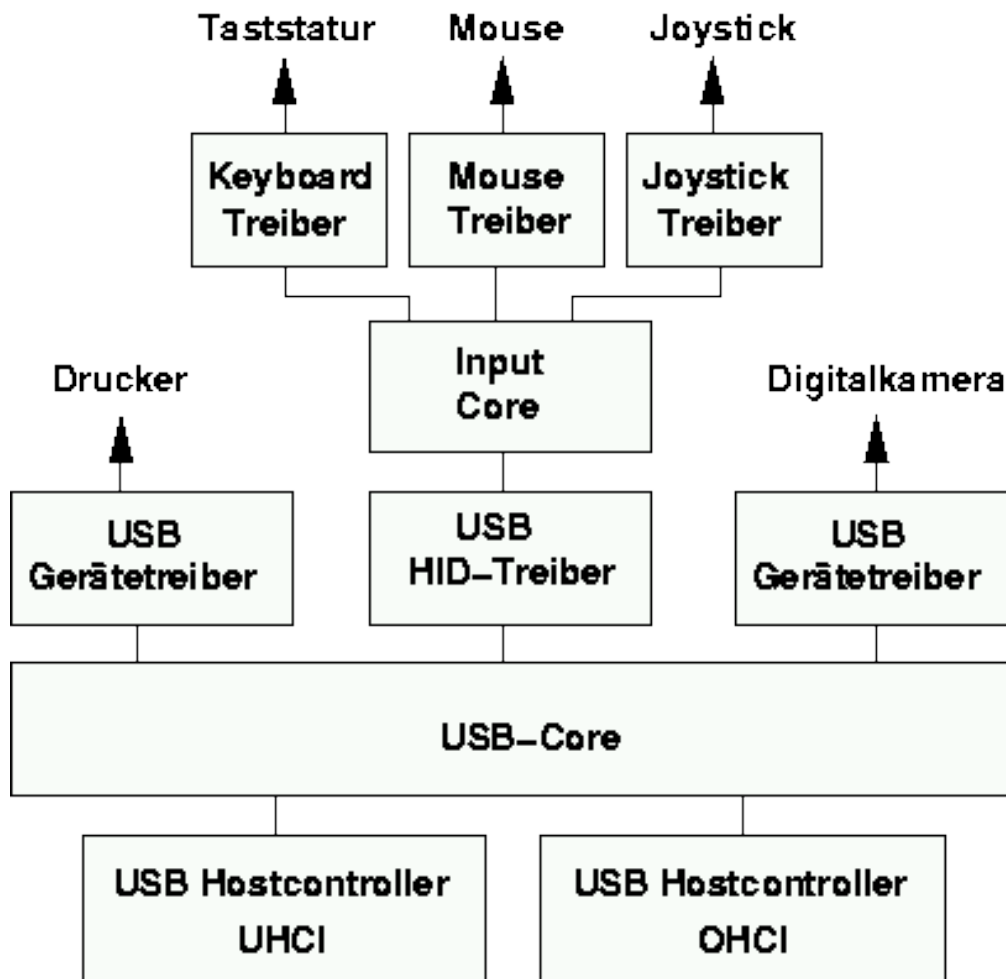 Taststatur
Mouse
Joystick
Keyboard
Treiber
Mouse
Treiber
Joystick
Treiber
Input
Core
Drucker
Digitalkamera
USB
Gerätetreiber
USB
HID–Treiber
USB
Gerätetreiber
USB–Core
USB Hostcontroller
UHCI
USB Hostcontroller
OHCI